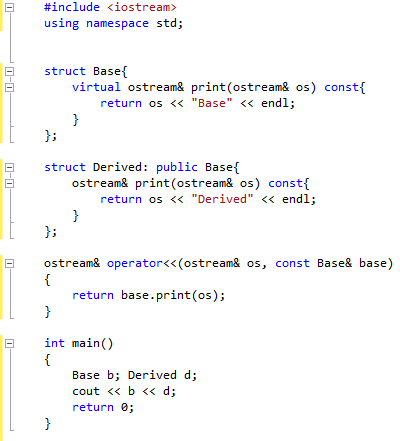 #include <iostream>
using namespace std;
struct Base{
virtual ostream& print(ostream& os) const{
return os << "Base" << endl;
}
};
struct Derived: public Base{
ostream& print(ostream& os) const{
return os << "Derived" << endl;
}
};
ostream& operator<<(ostream& os, const Base& base)
{
return base.print(os);
}
int main()
{
Base b; Derived d;
cout << b << d;
return 0;
}